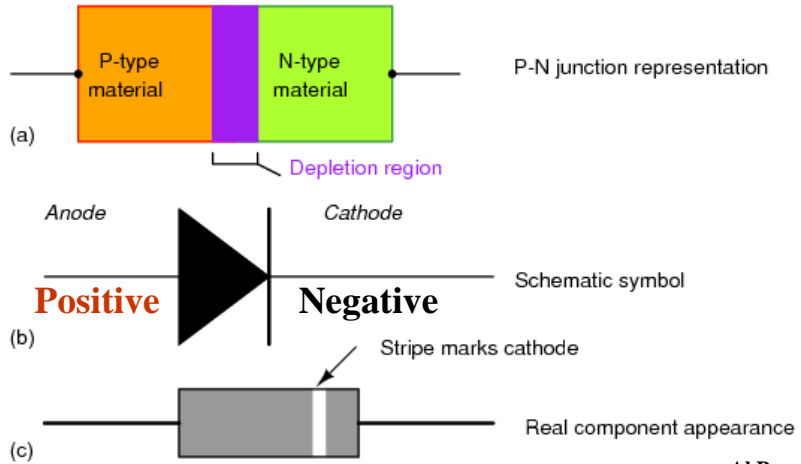 P-type
material
N-type
material
P-N junction representation
(a)
Depletion region
Anode
Cathode
Positive
Negative
Schematic symbol
(b)
Stripe marks cathode
Real component appearance
(c)